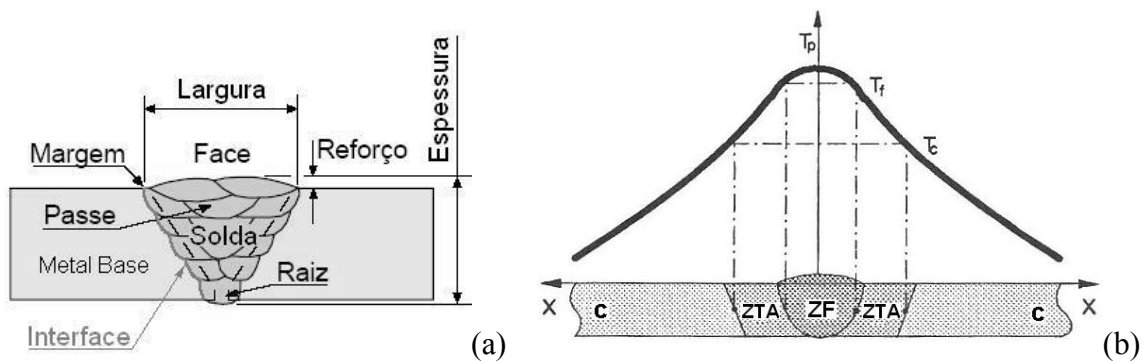 Largura
Espessura
Margem
Face
Reforço
Passe
Solda
Metal Base
Raiz
Interface
(a)
Tp
Tf
Tc
X
C
ZTA
ZF
ZTA
C
X
(b)